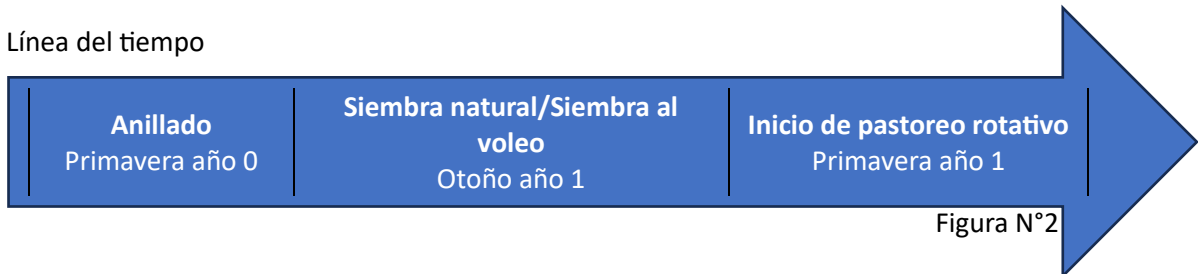 Línea del tiempo
Anillado
Primavera año 0
Siembra natural/Siembra al
voleo
Otoño año 1
Inicio de pastoreo rotativo
Primavera año 1
Figura N°2